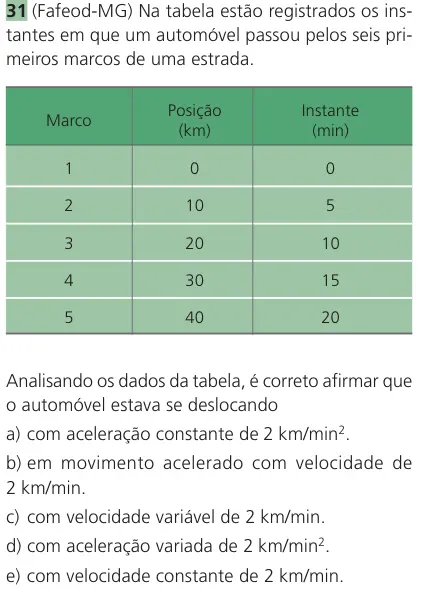 31 (Fafeod-MG) Na tabela estão registrados os ins-
tantes em que um automóvel passou pelos seis pri-
meiros marcos de uma estrada.
Marco Posição (km) Instante (min)
1 0 0
2 10 5
3 20 10
4 30 15
5 40 20
Analisando os dados da tabela, é correto afirmar que
o automóvel estava se deslocando
a) com aceleração constante de 2 km/min².
b) em movimento acelerado com velocidade de
2 km/min.
c) com velocidade variável de 2 km/min.
d) com aceleração variada de 2 km/min².
e) com velocidade constante de 2 km/min.